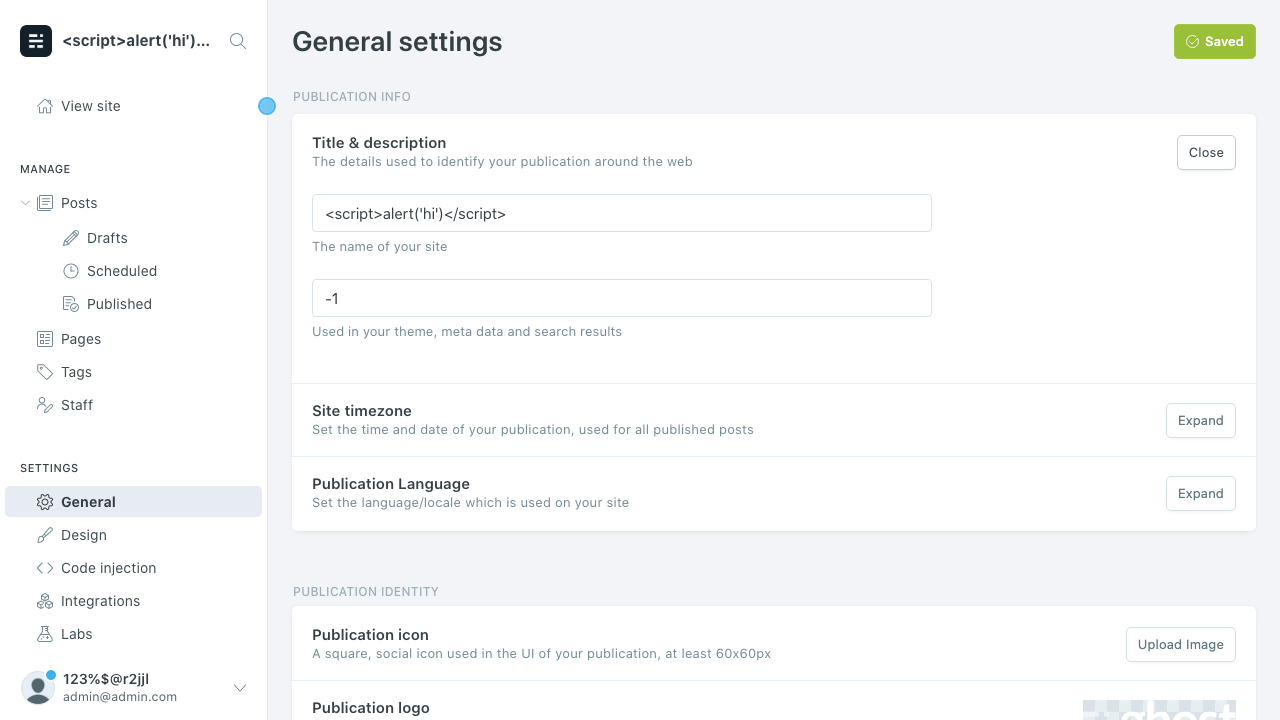 <script>alert('hi')...
View site
MANAGE
Posts
Drafts
Scheduled
Published
Pages
Tags
Staff
SETTINGS
General
Design
Code injection
Integrations
Labs
123%$@r2jjl
admin@admin.com
General settings
Saved
PUBLICATION INFO
Title & description
The details used to identify your publication around the web
Close
<script>alert('hi')</script>
The name of your site
-1
Used in your theme, meta data and search results
Site timezone
Set the time and date of your publication, used for all published posts
Expand
Publication Language
Set the language/locale which is used on your site
Expand
PUBLICATION IDENTITY
Publication icon
A square, social icon used in the UI of your publication, at least 60x60px
Upload Image
Publication logo
ghost